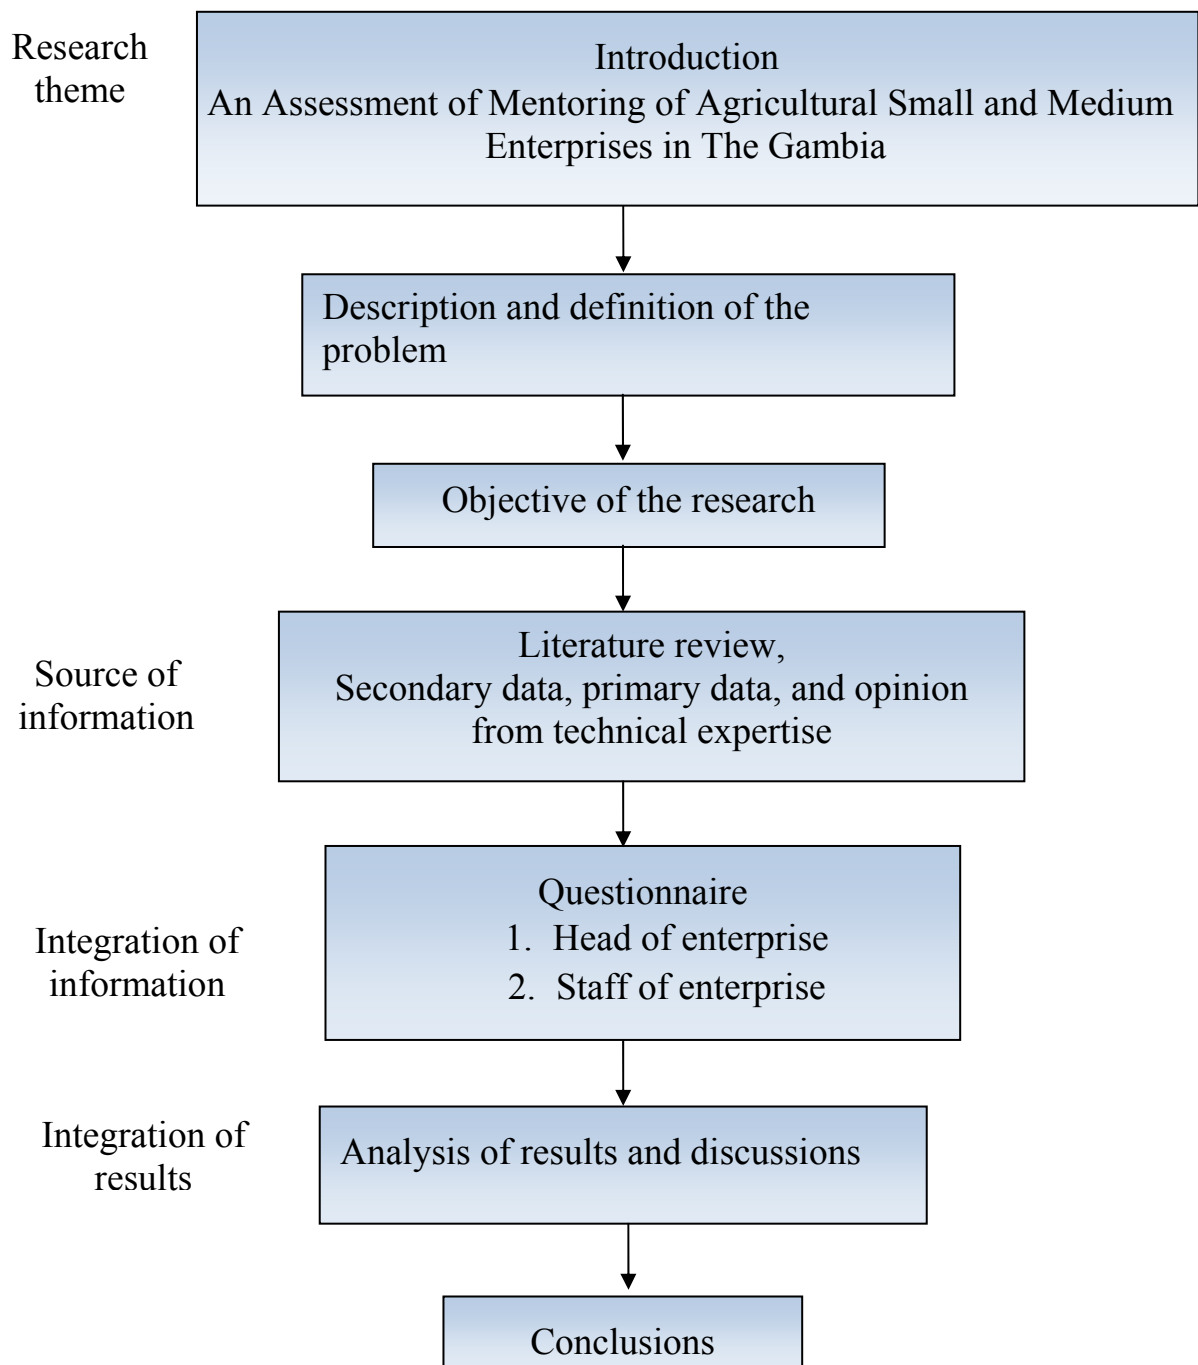 Research
theme
Introduction
An Assessment of Mentoring of Agricultural Small and Medium
Enterprises in The Gambia
Description and definition of the
problem
Objective of the research
Source of
information
Literature review,
Secondary data, primary data, and opinion
from technical expertise
Integration of
information
Questionnaire
1. Head of enterprise
2. Staff of enterprise
Integration of
results
Analysis of results and discussions
Conclusions